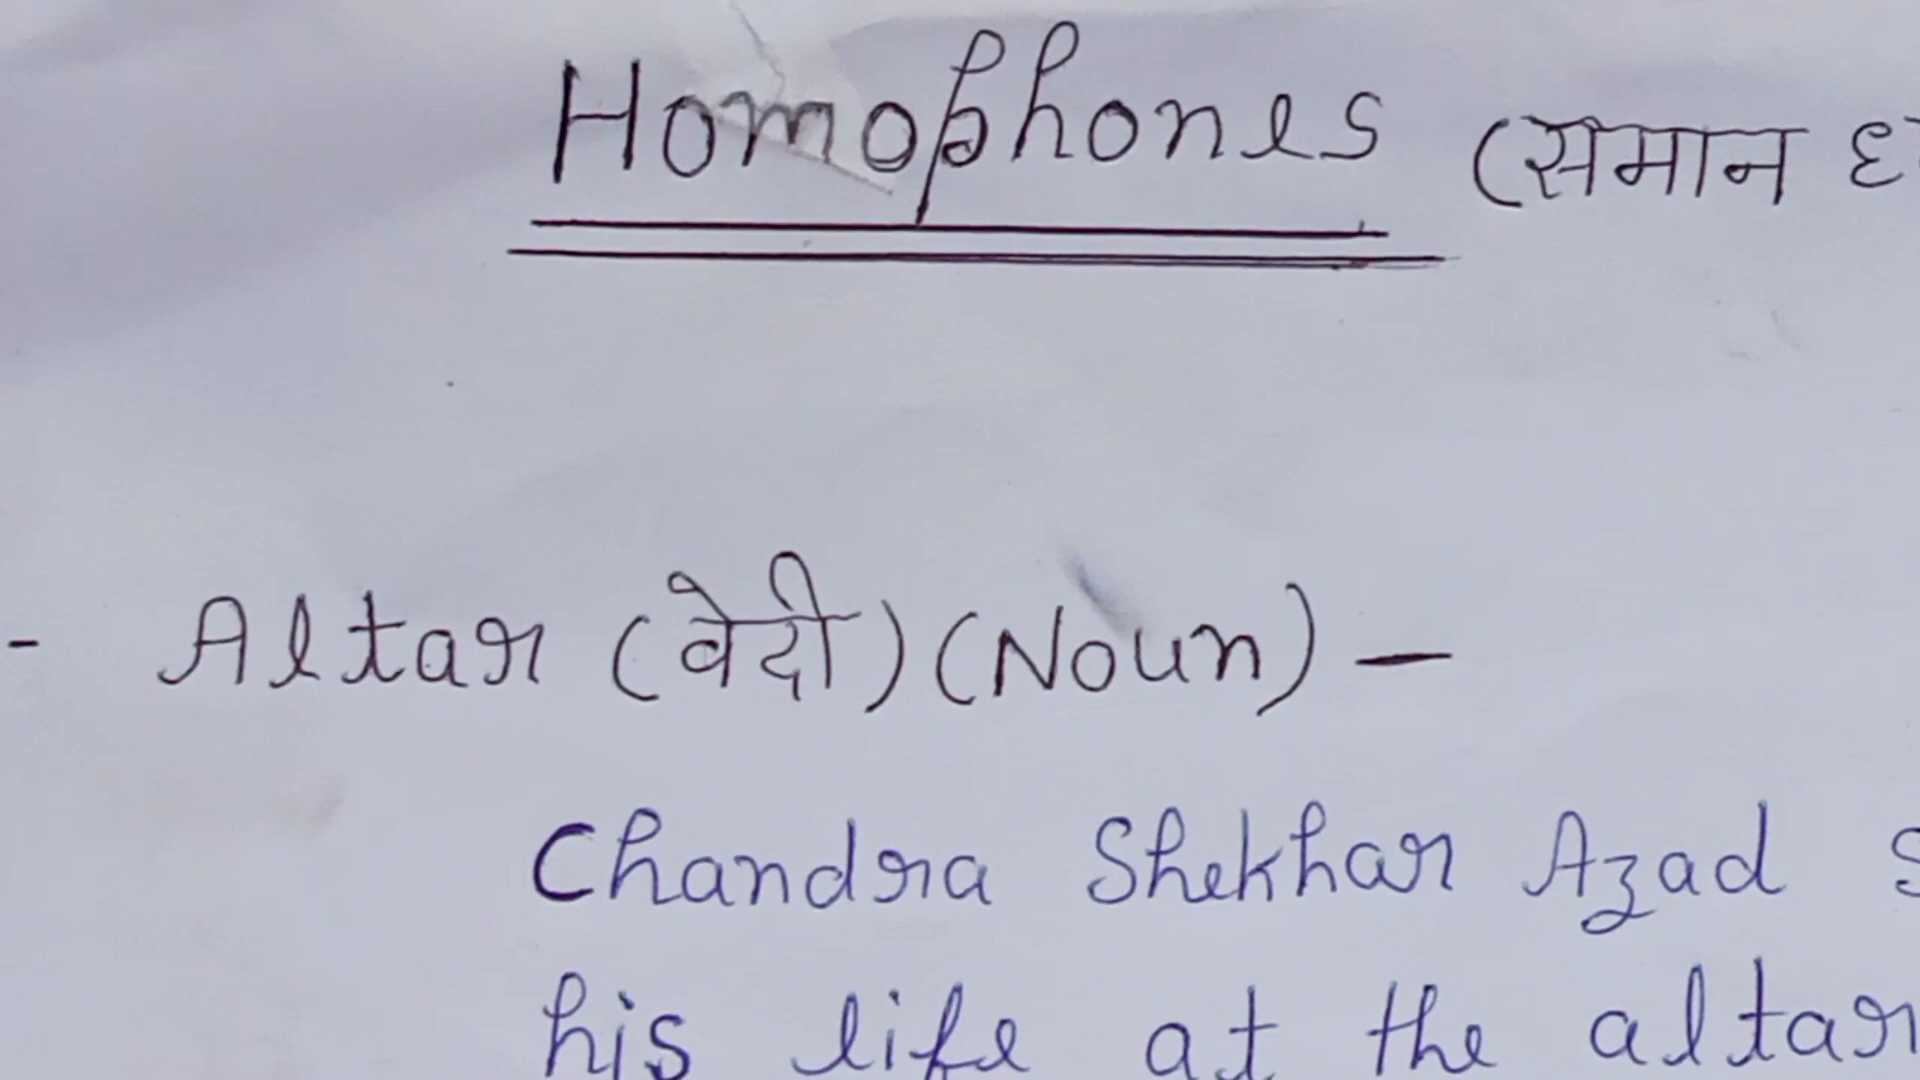 Homophones (समान
- Altar (वेदी) (Noun) –
Chandra Shekhar Azad
his life at the altar